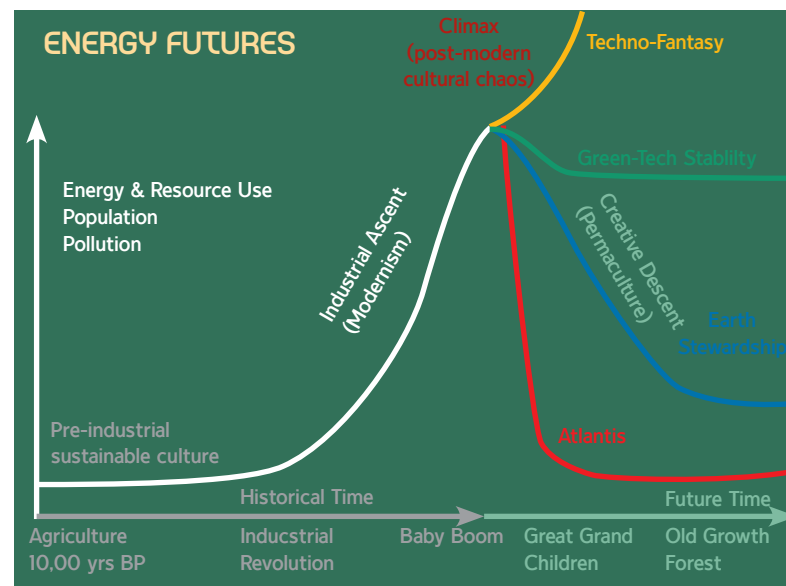 ENERGY FUTURES
Climax
(post-modern
cultural chaos)
Techno-Fantasy
Green-Tech Stablilty
Energy & Resource Use
Population
Pollution
Industrial Ascent
(Modernism)
Creative Descent
(Permaculture)
Earth
Stewardship
Atlantis
Pre-industrial
sustainable culture
Historical Time
Future Time
Agriculture
10,00 yrs BP
Inducstrial
Revolution
Baby Boom
Great Grand
Children
Old Growth
Forest